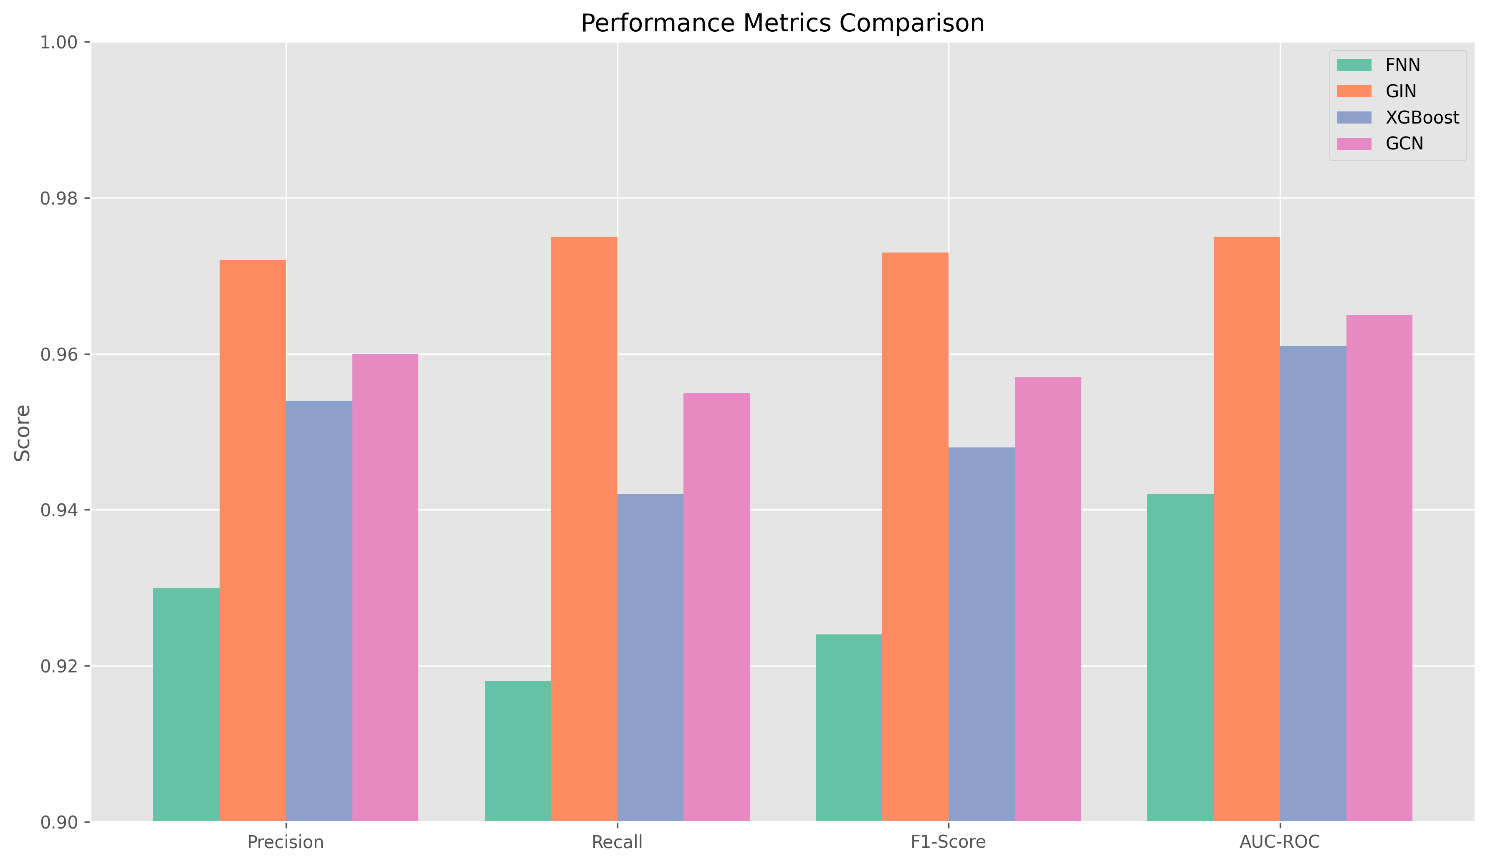 Performance Metrics Comparison
1.00
0.98
0.96
0.94
0.92
0.90
Score
FNN
GIN
XGBoost
GCN
Precision
Recall
F1-Score
AUC-ROC